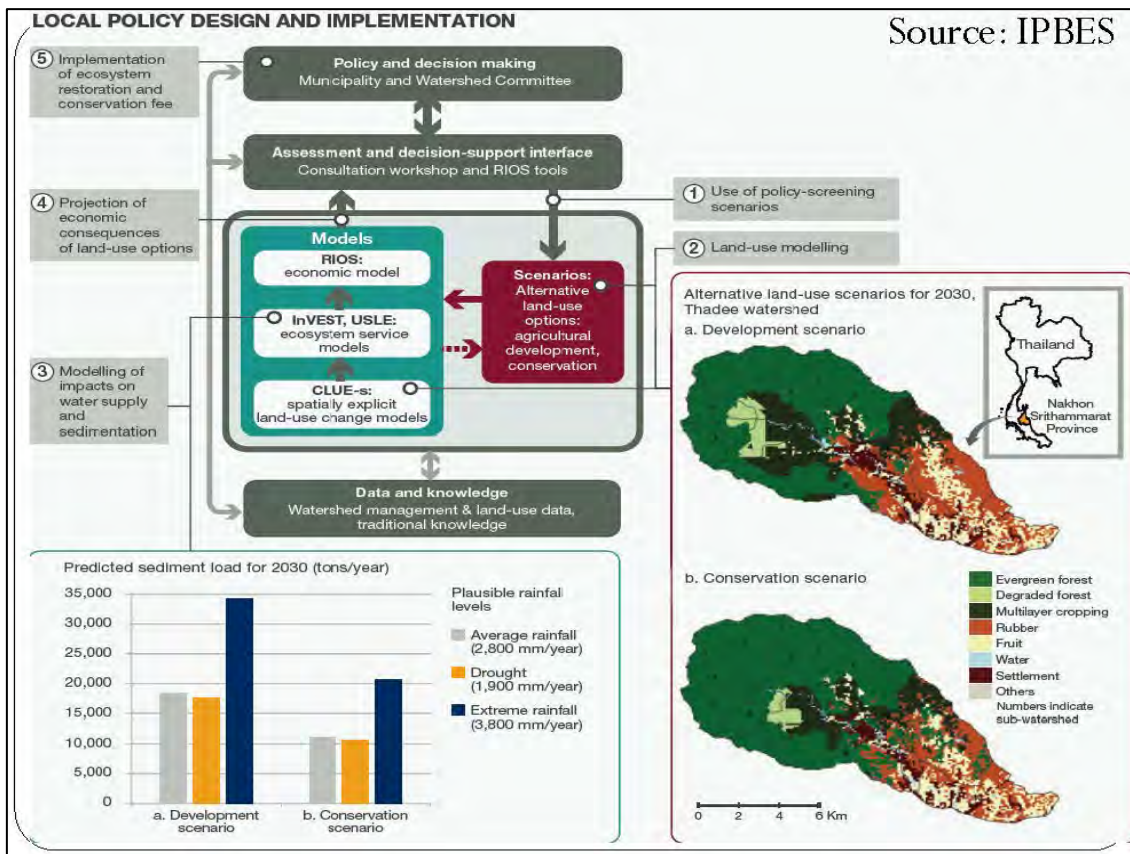 LOCAL POLICY DESIGN AND IMPLEMENTATION
Source: IPBES
5 Implementation
of ecosystem
restoration and
conservation fee
Policy and decision making
Municipality and Watershed Committee
Assessment and decision-support interface
Consultation workshop and RIOS tools
1 Use of policy-screening
scenarios
4 Projection of
economic
consequences
of land-use options
2 Land-use modelling
Models
RIOS:
economic model
InVEST, USLE:
ecosystem service
models
CLUE-s:
spatially explicit
land-use change models
Scenarios:
Alternative
land-use
options:
agricultural
development,
conservation
3 Modelling of
impacts on
water supply
and
sedimentation
Data and knowledge
Watershed management & land-use data,
traditional knowledge
Alternative land-use scenarios for 2030,
Thadee watershed
a. Development scenario
Thailand
Nakhon
Srithammarat
Province
b. Conservation scenario
Evergreen forest
Degraded forest
Multilayer cropping
Rubber
Fruit
Water
Settlement
Others
Numbers indicate
sub-watershed
0 2 4 6 Km
Predicted sediment load for 2030 (tons/year)
35,000
30,000
25,000
20,000
15,000
10,000
5,000
0
a. Development
scenario
b. Conservation
scenario
Plausible rainfall
levels
Average rainfall
(2,800 mm/year)
Drought
(1,900 mm/year)
Extreme rainfall
(3,800 mm/year)